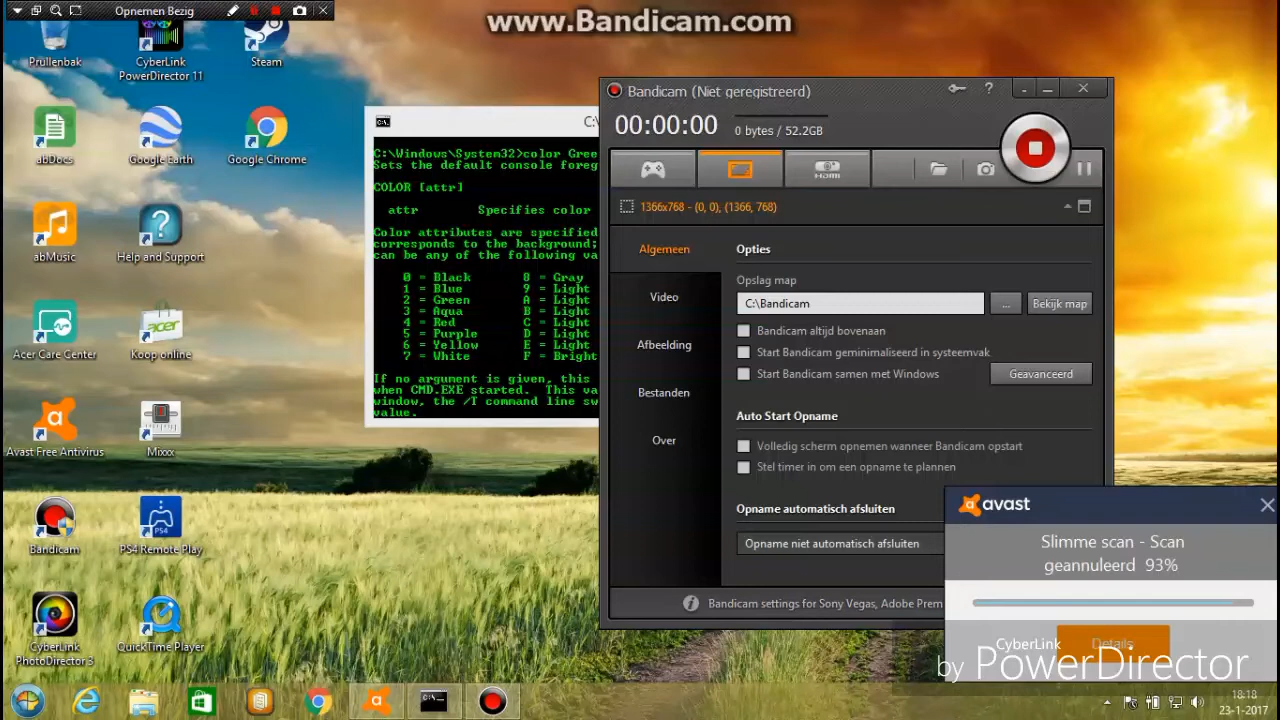 Opnemen Bezig
www.Bandicam.com
Prullenbak
CyberLink
PowerDirector 11
Steam
abDocs
Google Earth
Google Chrome
abMusic
Help and Support
Acer Care Center
acer
Koop online
Avast Free Antivirus
Mixxx
Bandicam
PS4
PS4 Remote Play
CyberLink
PhotoDirector 3
QuickTime Player
C:\
C:\Windows\System32>color Gree
Sets the default console foreg
COLOR [attr]
attr Specifies color
Color attributes are specified
corresponds to the background;
can be any of the following va
0 = Black 8 = Gray
1 = Blue 9 = Light
2 = Green A = Light
3 = Aqua B = Light
4 = Red C = Light
5 = Purple D = Light
6 = Yellow E = Light
7 = White F = Bright
If no argument is given, this
when CMD.EXE started. This va
window, the /T command line sw
value.
Bandicam (Niet geregistreerd)
00:00:00
0 bytes / 52.2GB
HDMI
1366x768 - (0, 0), (1366, 768)
Algemeen
Video
Afbeelding
Bestanden
Over
Opties
Opslag map
C:\Bandicam
...
Bekijk map
Bandicam altijd bovenaan
Start Bandicam geminimaliseerd in systeemvak
Start Bandicam samen met Windows
Geavanceerd
Auto Start Opname
Volledig scherm opnemen wanneer Bandicam opstart
Stel timer in om een opname te plannen
Opname automatisch afsluiten
Opname niet automatisch afsluiten
Bandicam settings for Sony Vegas, Adobe Prem
avast
Slimme scan - Scan
geannuleerd 93%
Details
CyberLink
by PowerDirector
18:18
23-1-2017